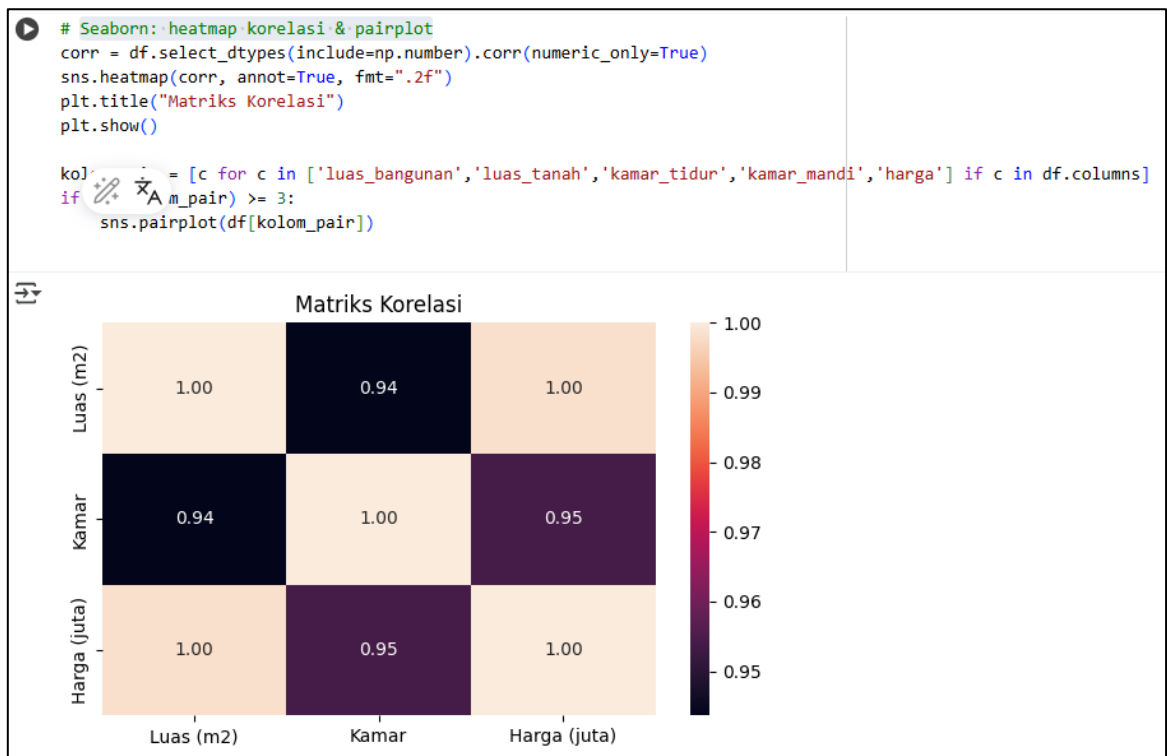 # Seaborn: heatmap korelasi & pairplot
corr = df.select_dtypes(include=np.number).corr(numeric_only=True)
sns.heatmap(corr, annot=True, fmt=".2f")
plt.title("Matriks Korelasi")
plt.show()
= [c for c in ['luas_bangunan','luas_tanah','kamar_tidur','kamar_mandi','harga'] if c in df.columns]
if m_pair) >= 3:
sns.pairplot(df[kolom_pair])
Matriks Korelasi
Luas (m2)
1.00 0.94 1.00
Kamar
0.94 1.00 0.95
Harga (juta)
1.00 0.95 1.00
Luas (m2) Kamar Harga (juta)
1.00
0.99
0.98
0.97
0.96
0.95